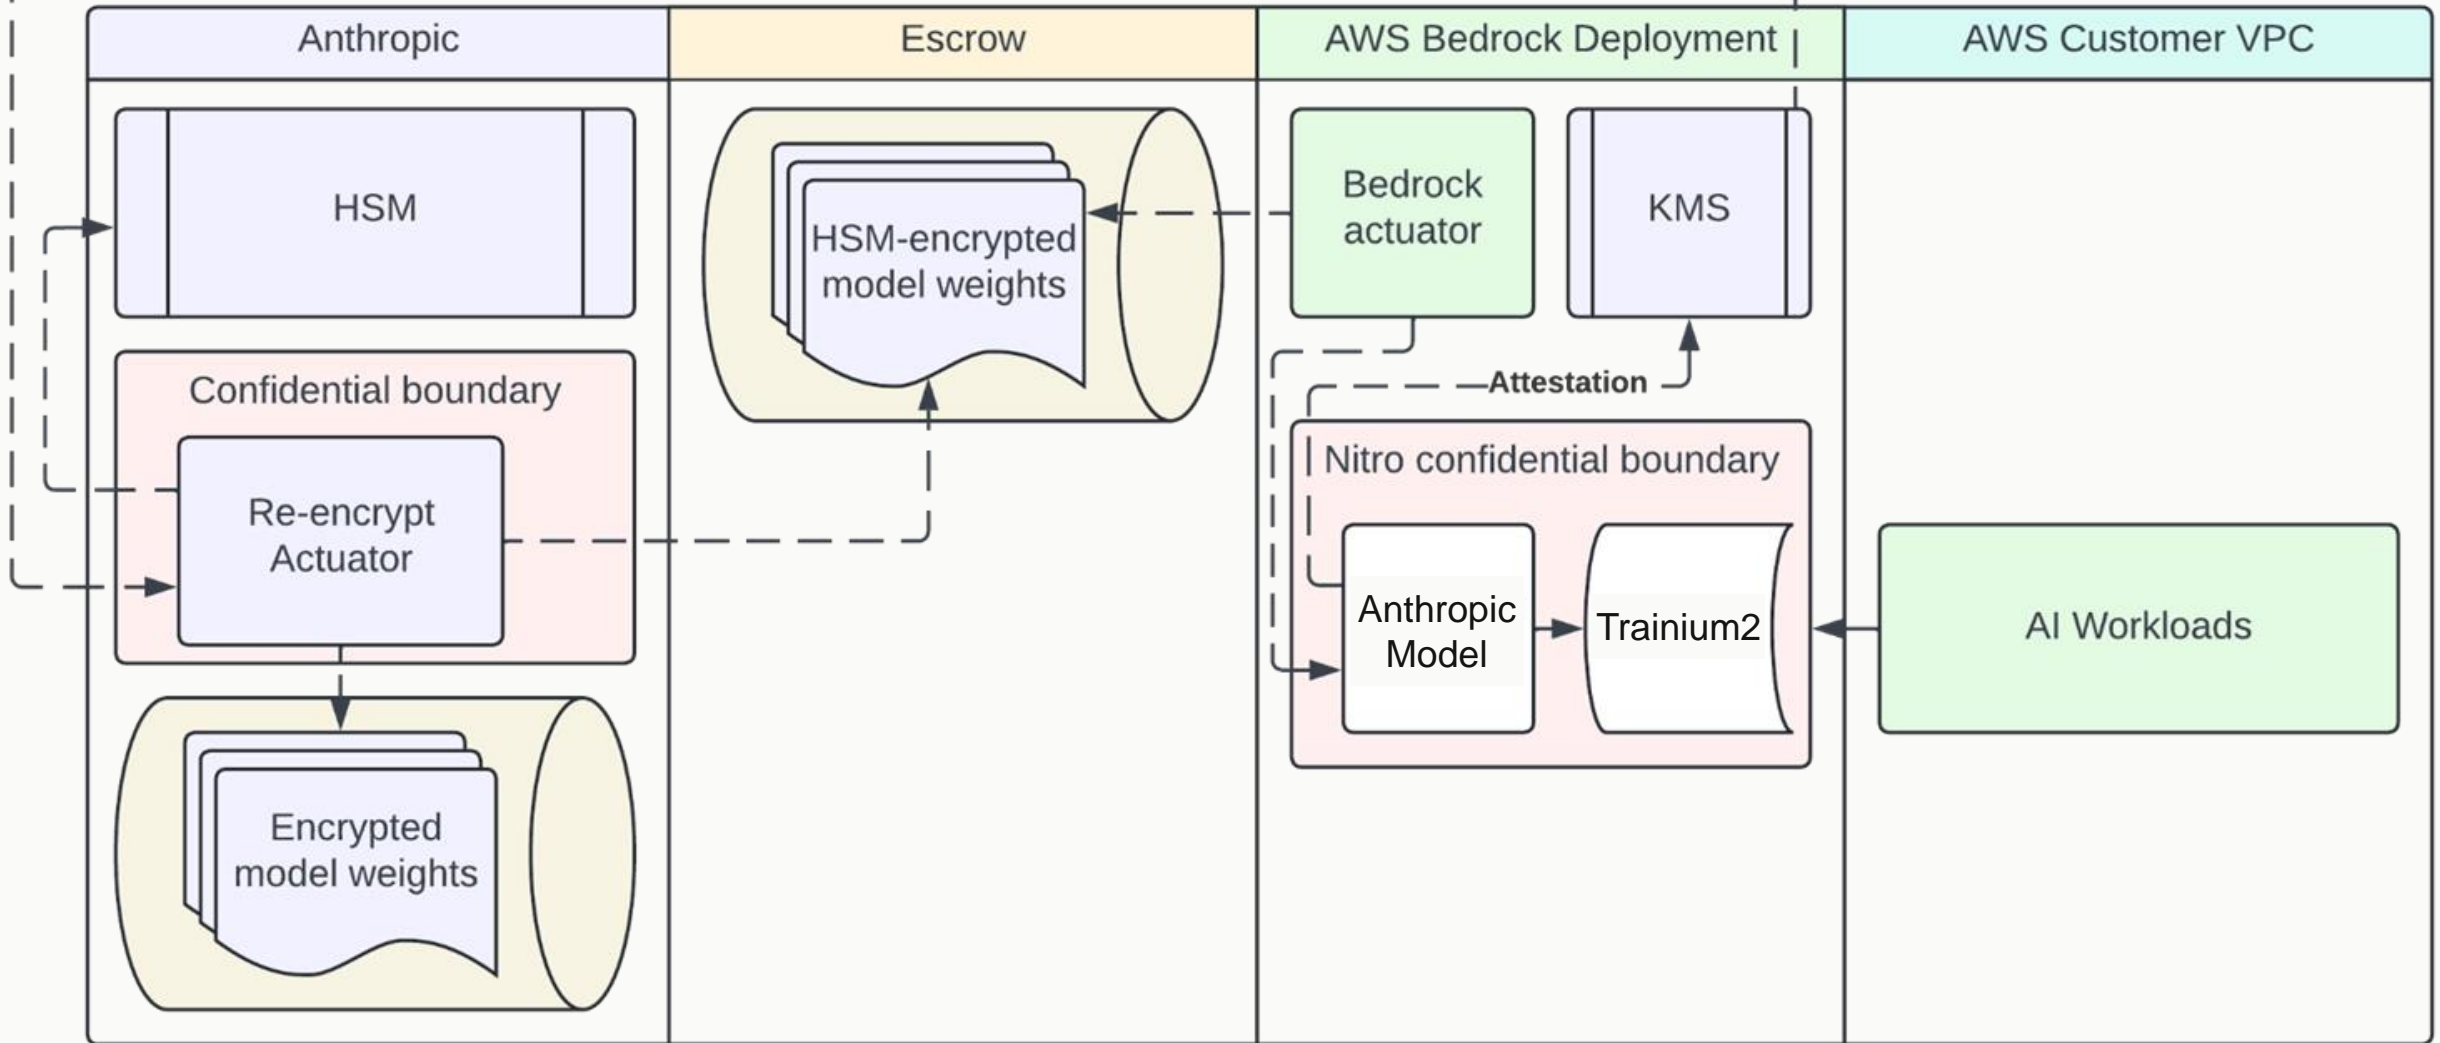 Anthropic
Escrow
AWS Bedrock Deployment
AWS Customer VPC
HSM
HSM-encrypted
model weights
Bedrock
actuator
KMS
Attestation
Confidential boundary
Re-encrypt
Actuator
Nitro confidential boundary
Anthropic
Model
Trainium2
AI Workloads
Encrypted
model weights